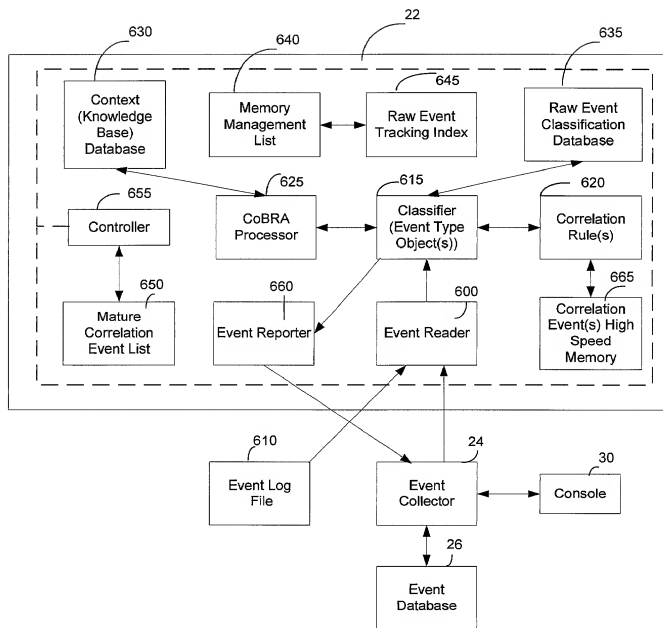 630
640
22
635
Context
(Knowledge
Base)
Database
Memory
Management
List
645
Raw Event
Tracking Index
Raw Event
Classification
Database
655
Controller
625
CoBRA
Processor
615
Classifier
(Event Type
Object(s))
620
Correlation
Rule(s)
650
Mature
Correlation
Event List
660
Event Reporter
600
Event Reader
665
Correlation
Event(s) High
Speed
Memory
610
Event Log
File
24
Event
Collector
30
Console
26
Event
Database